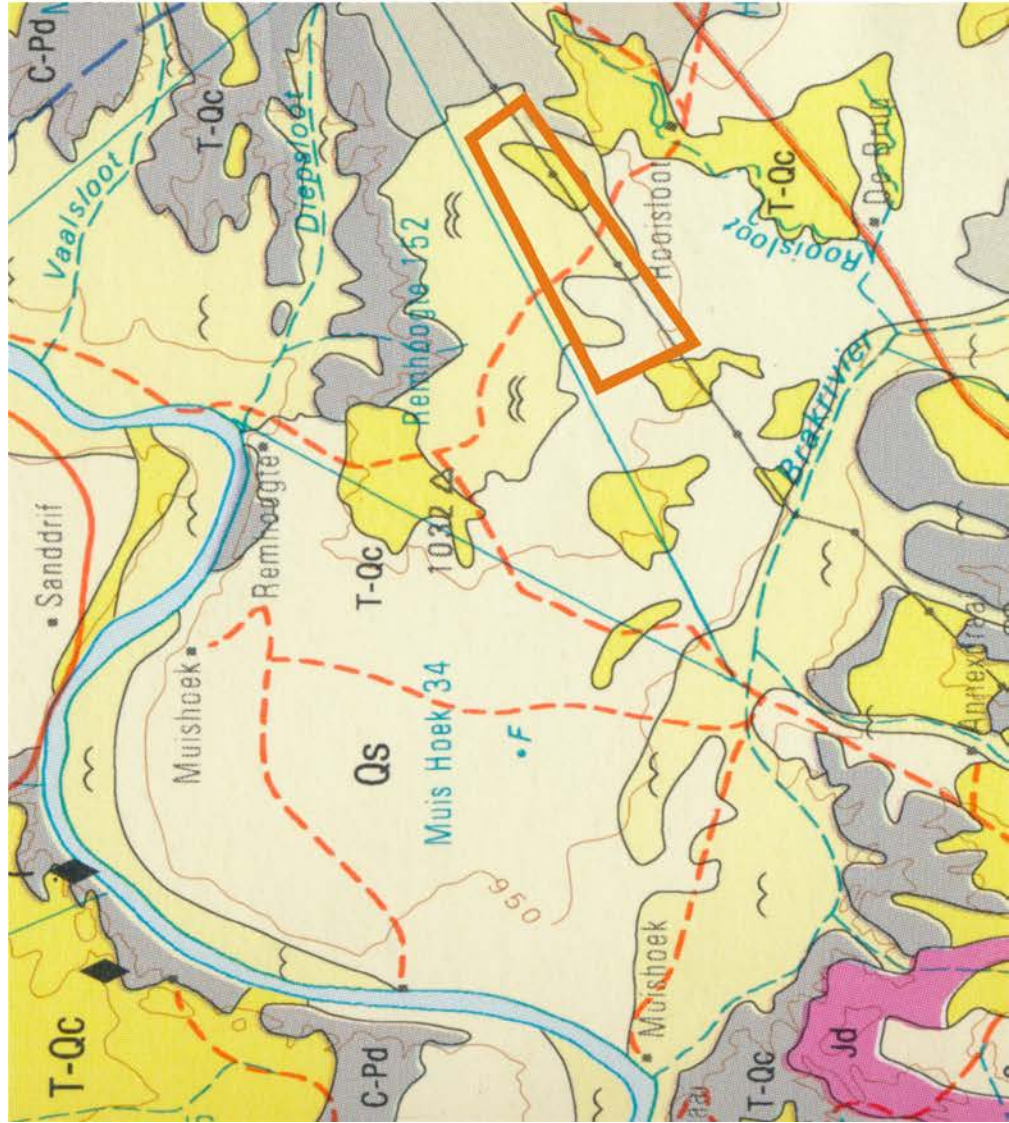 C-Pd
Vaalsloot
T-Qc
Diepsloot
Sanddrif
Remhoogte
Remhoogte 152
Rooisloot
T-Qc
De Brug
Rooisloot
Muishoek
T-Qc
1032
Brakrivier
Qs
Muis Hoek 34
F
950
Muishoek
T-Qc
C-Pd
T-Qc
Jd